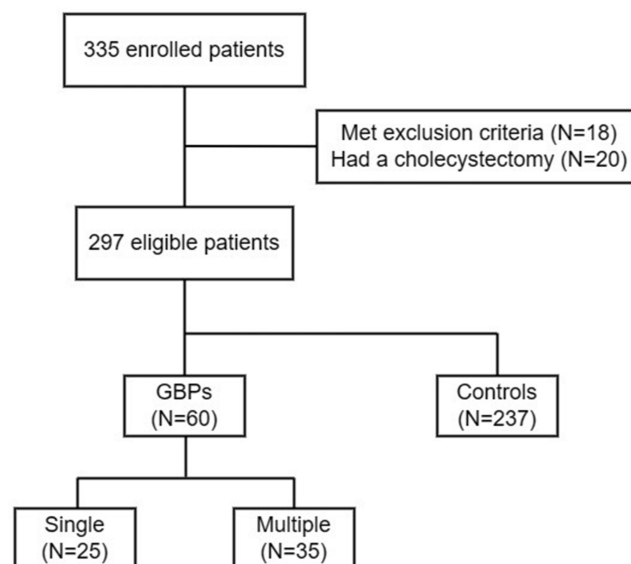 335 enrolled patients
Met exclusion criteria (N=18)
Had a cholecystectomy (N=20)
297 eligible patients
GBPs
(N=60)
Controls
(N=237)
Single
(N=25)
Multiple
(N=35)